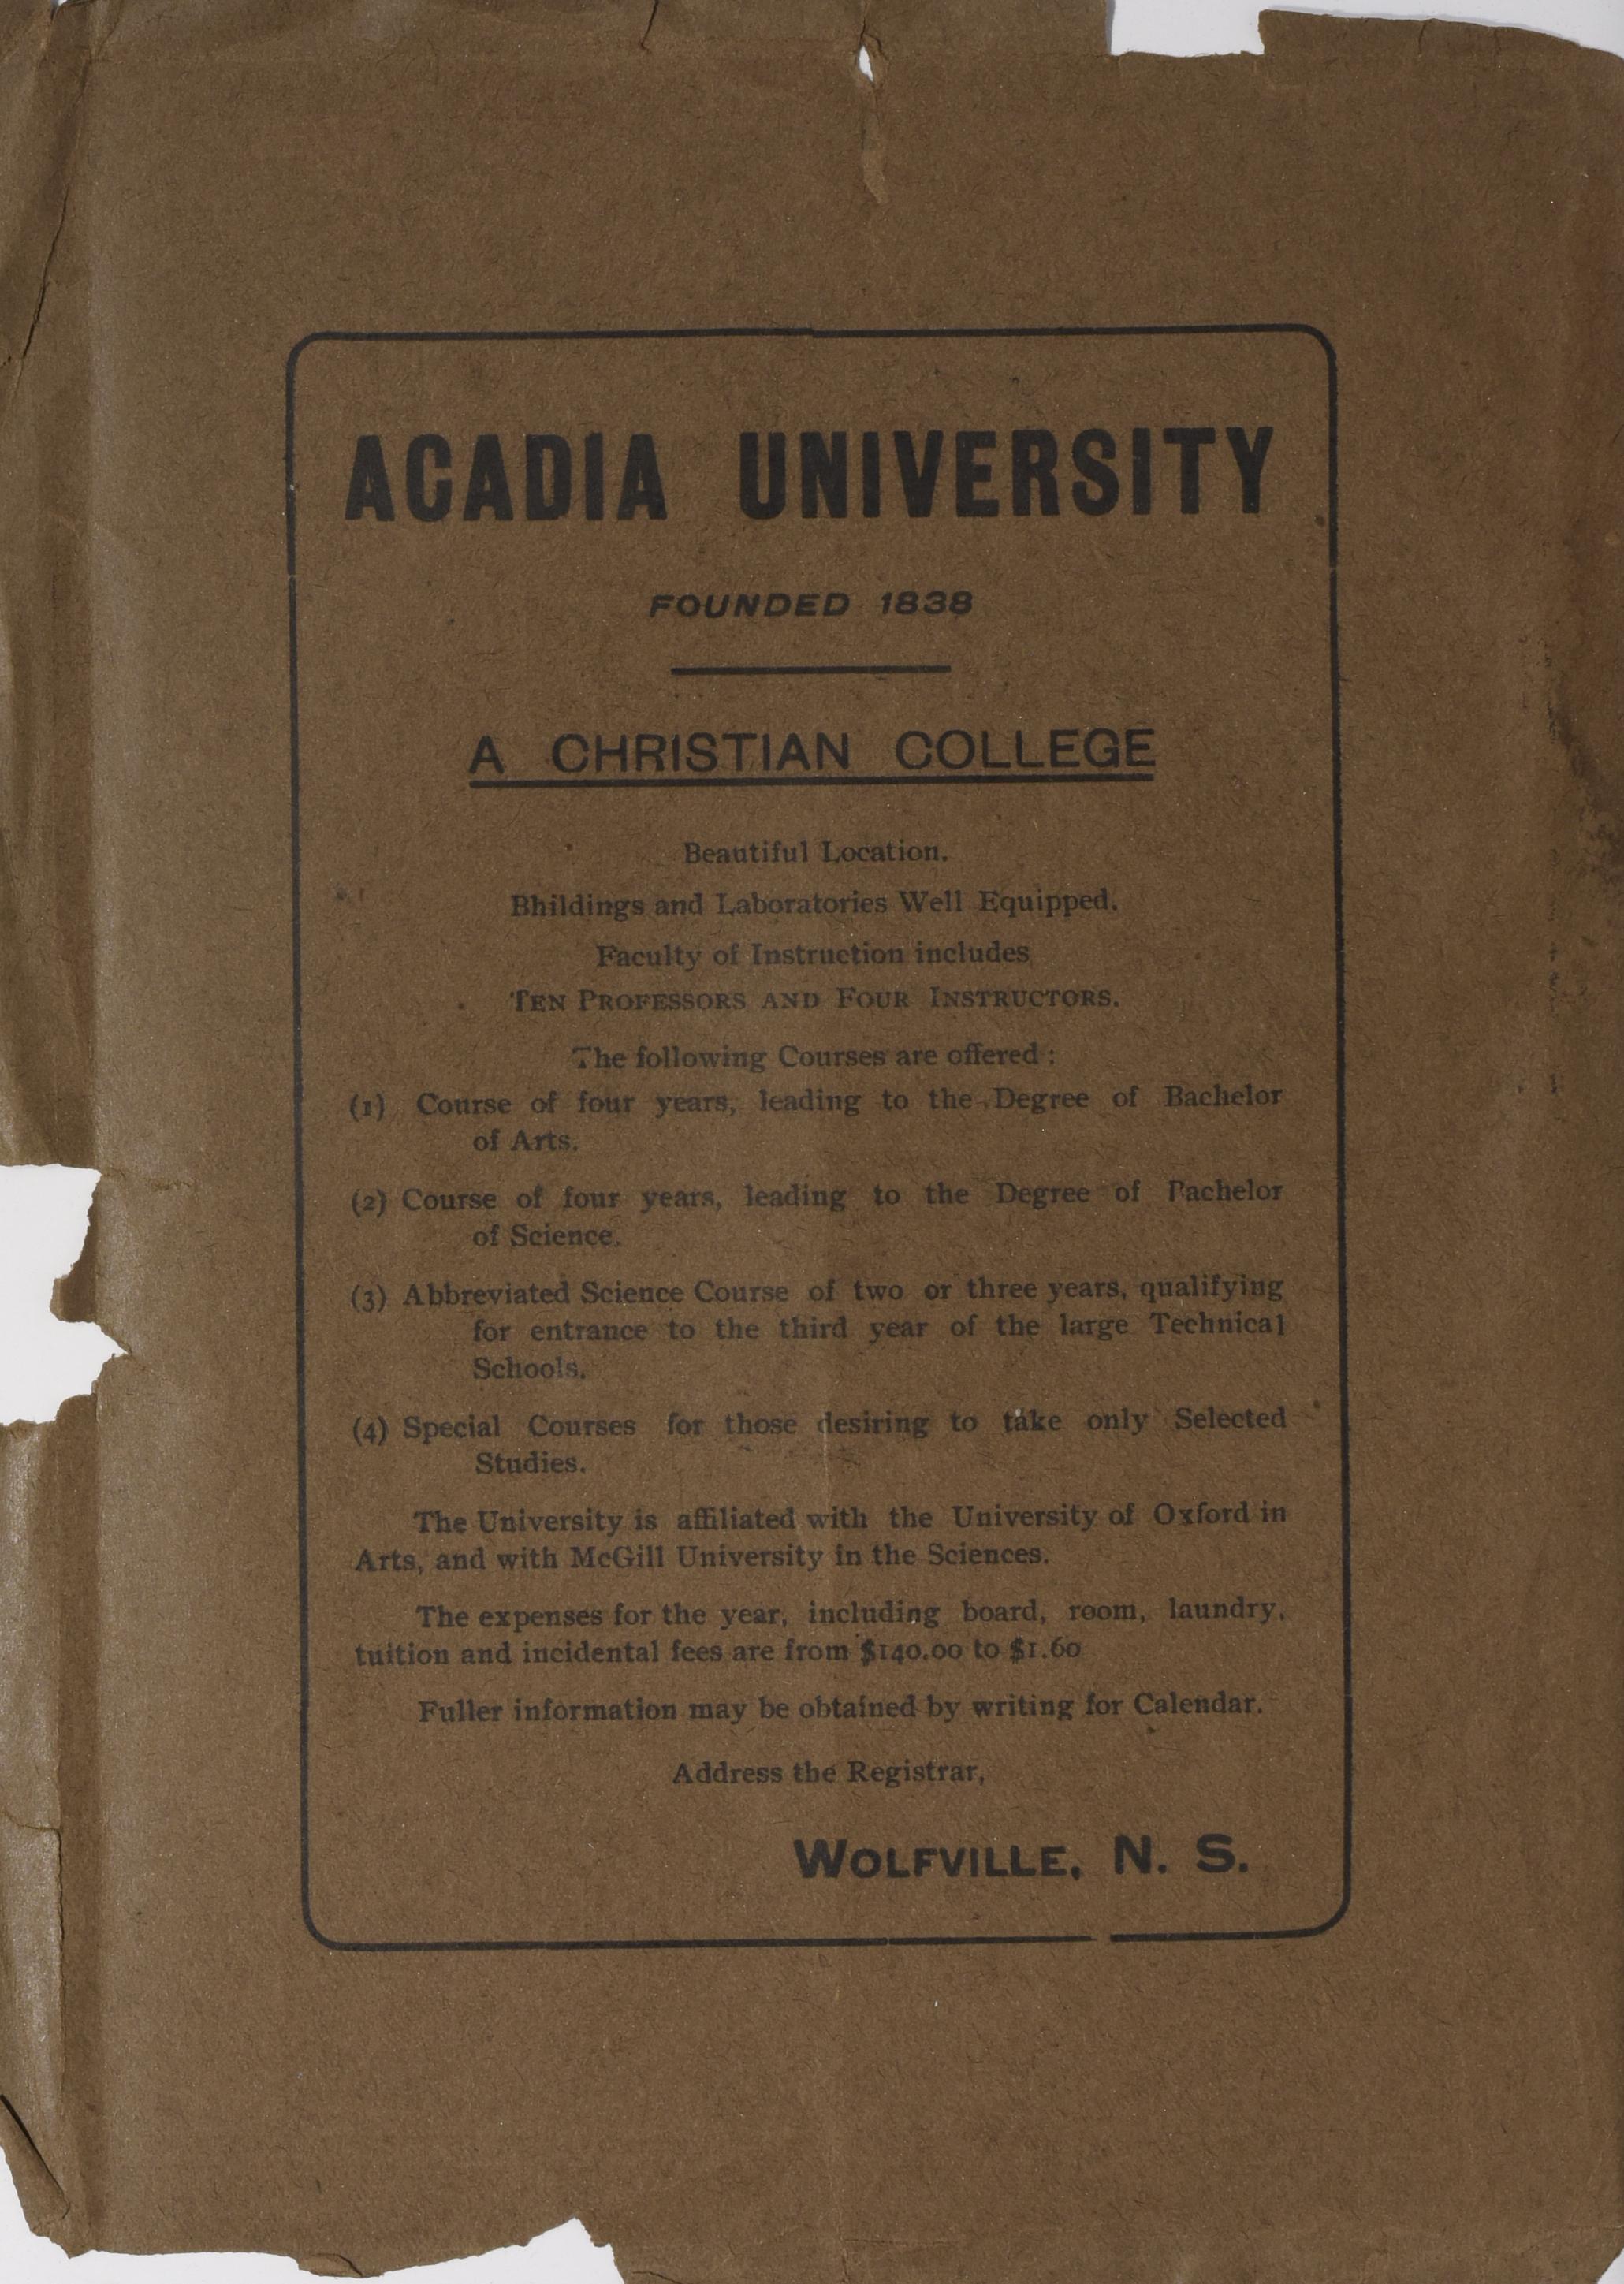 ACADIA UNIVERSITY
FOUNDED 1838
A CHRISTIAN COLLEGE
Beautiful Location.
Bhildings and Laboratories Well Equipped.
Faculty of Instruction includes
TEN PROFESSORS AND FOUR INSTRUCTORS.
The following Courses are offered :
(1) Course of four years, leading to the Degree of Bachelor
of Arts.
(2) Course of four years, leading to the Degree of Pachelor
of Science.
(3) Abbreviated Science Course of two or three years, qualifying
for entrance to the third year of the large Technical
Schools.
(4) Special Courses for those desiring to take only Selected
Studies.
The University is affiliated with the University of Oxford in
Arts, and with McGill University in the Sciences.
The expenses for the year, including board, room, laundry,
tuition and incidental fees are from $140.00 to $1.60
Fuller information may be obtained by writing for Calendar.
Address the Registrar,
WOLFVILLE, N. S.